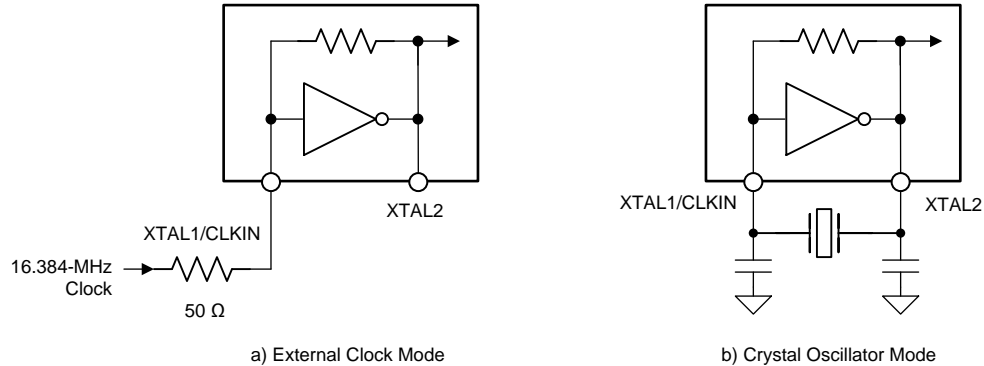 XTAL2
XTAL1/CLKIN
16.384-MHz
Clock
50 Ω
a) External Clock Mode
XTAL1/CLKIN
XTAL2
b) Crystal Oscillator Mode